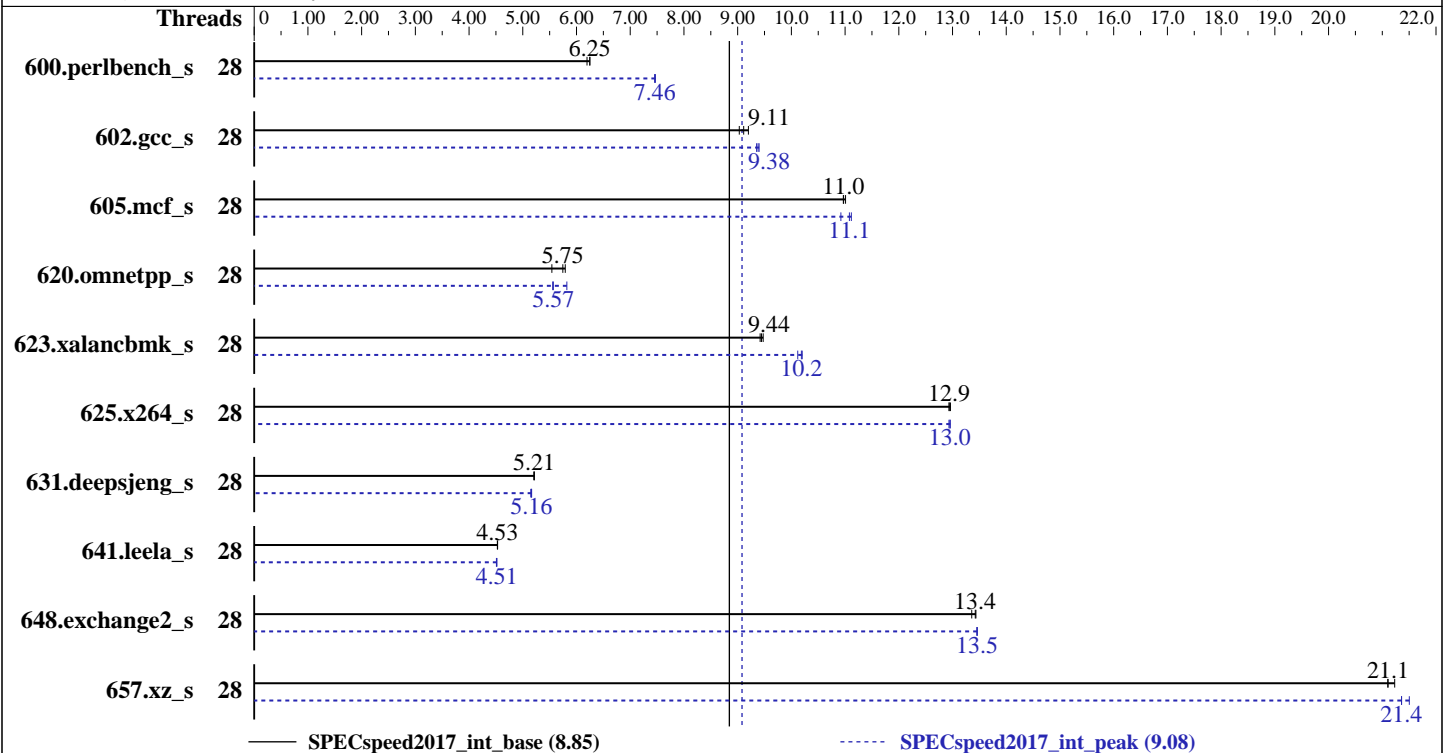 Threads 0 1.00 2.00 3.00 4.00 5.00 6.00 7.00 8.00 9.00 10.0 11.0 12.0 13.0 14.0 15.0 16.0 17.0 18.0 19.0 20.0 22.0
6.25
600.perlbench_s 28
7.46
9.11
602.gcc_s 28
9.38
11.0
605.mcf_s 28
11.1
5.75
620.omnetpp_s 28
5.57
9.44
623.xalancbmk_s 28
10.2
12.9
625.x264_s 28
13.0
5.21
631.deepsjeng_s 28
5.16
4.53
641.leela_s 28
4.51
13.4
648.exchange2_s 28
13.5
21.1
657.xz_s 28
21.4
SPECspeed2017_int_base (8.85) SPECspeed2017_int_peak (9.08)